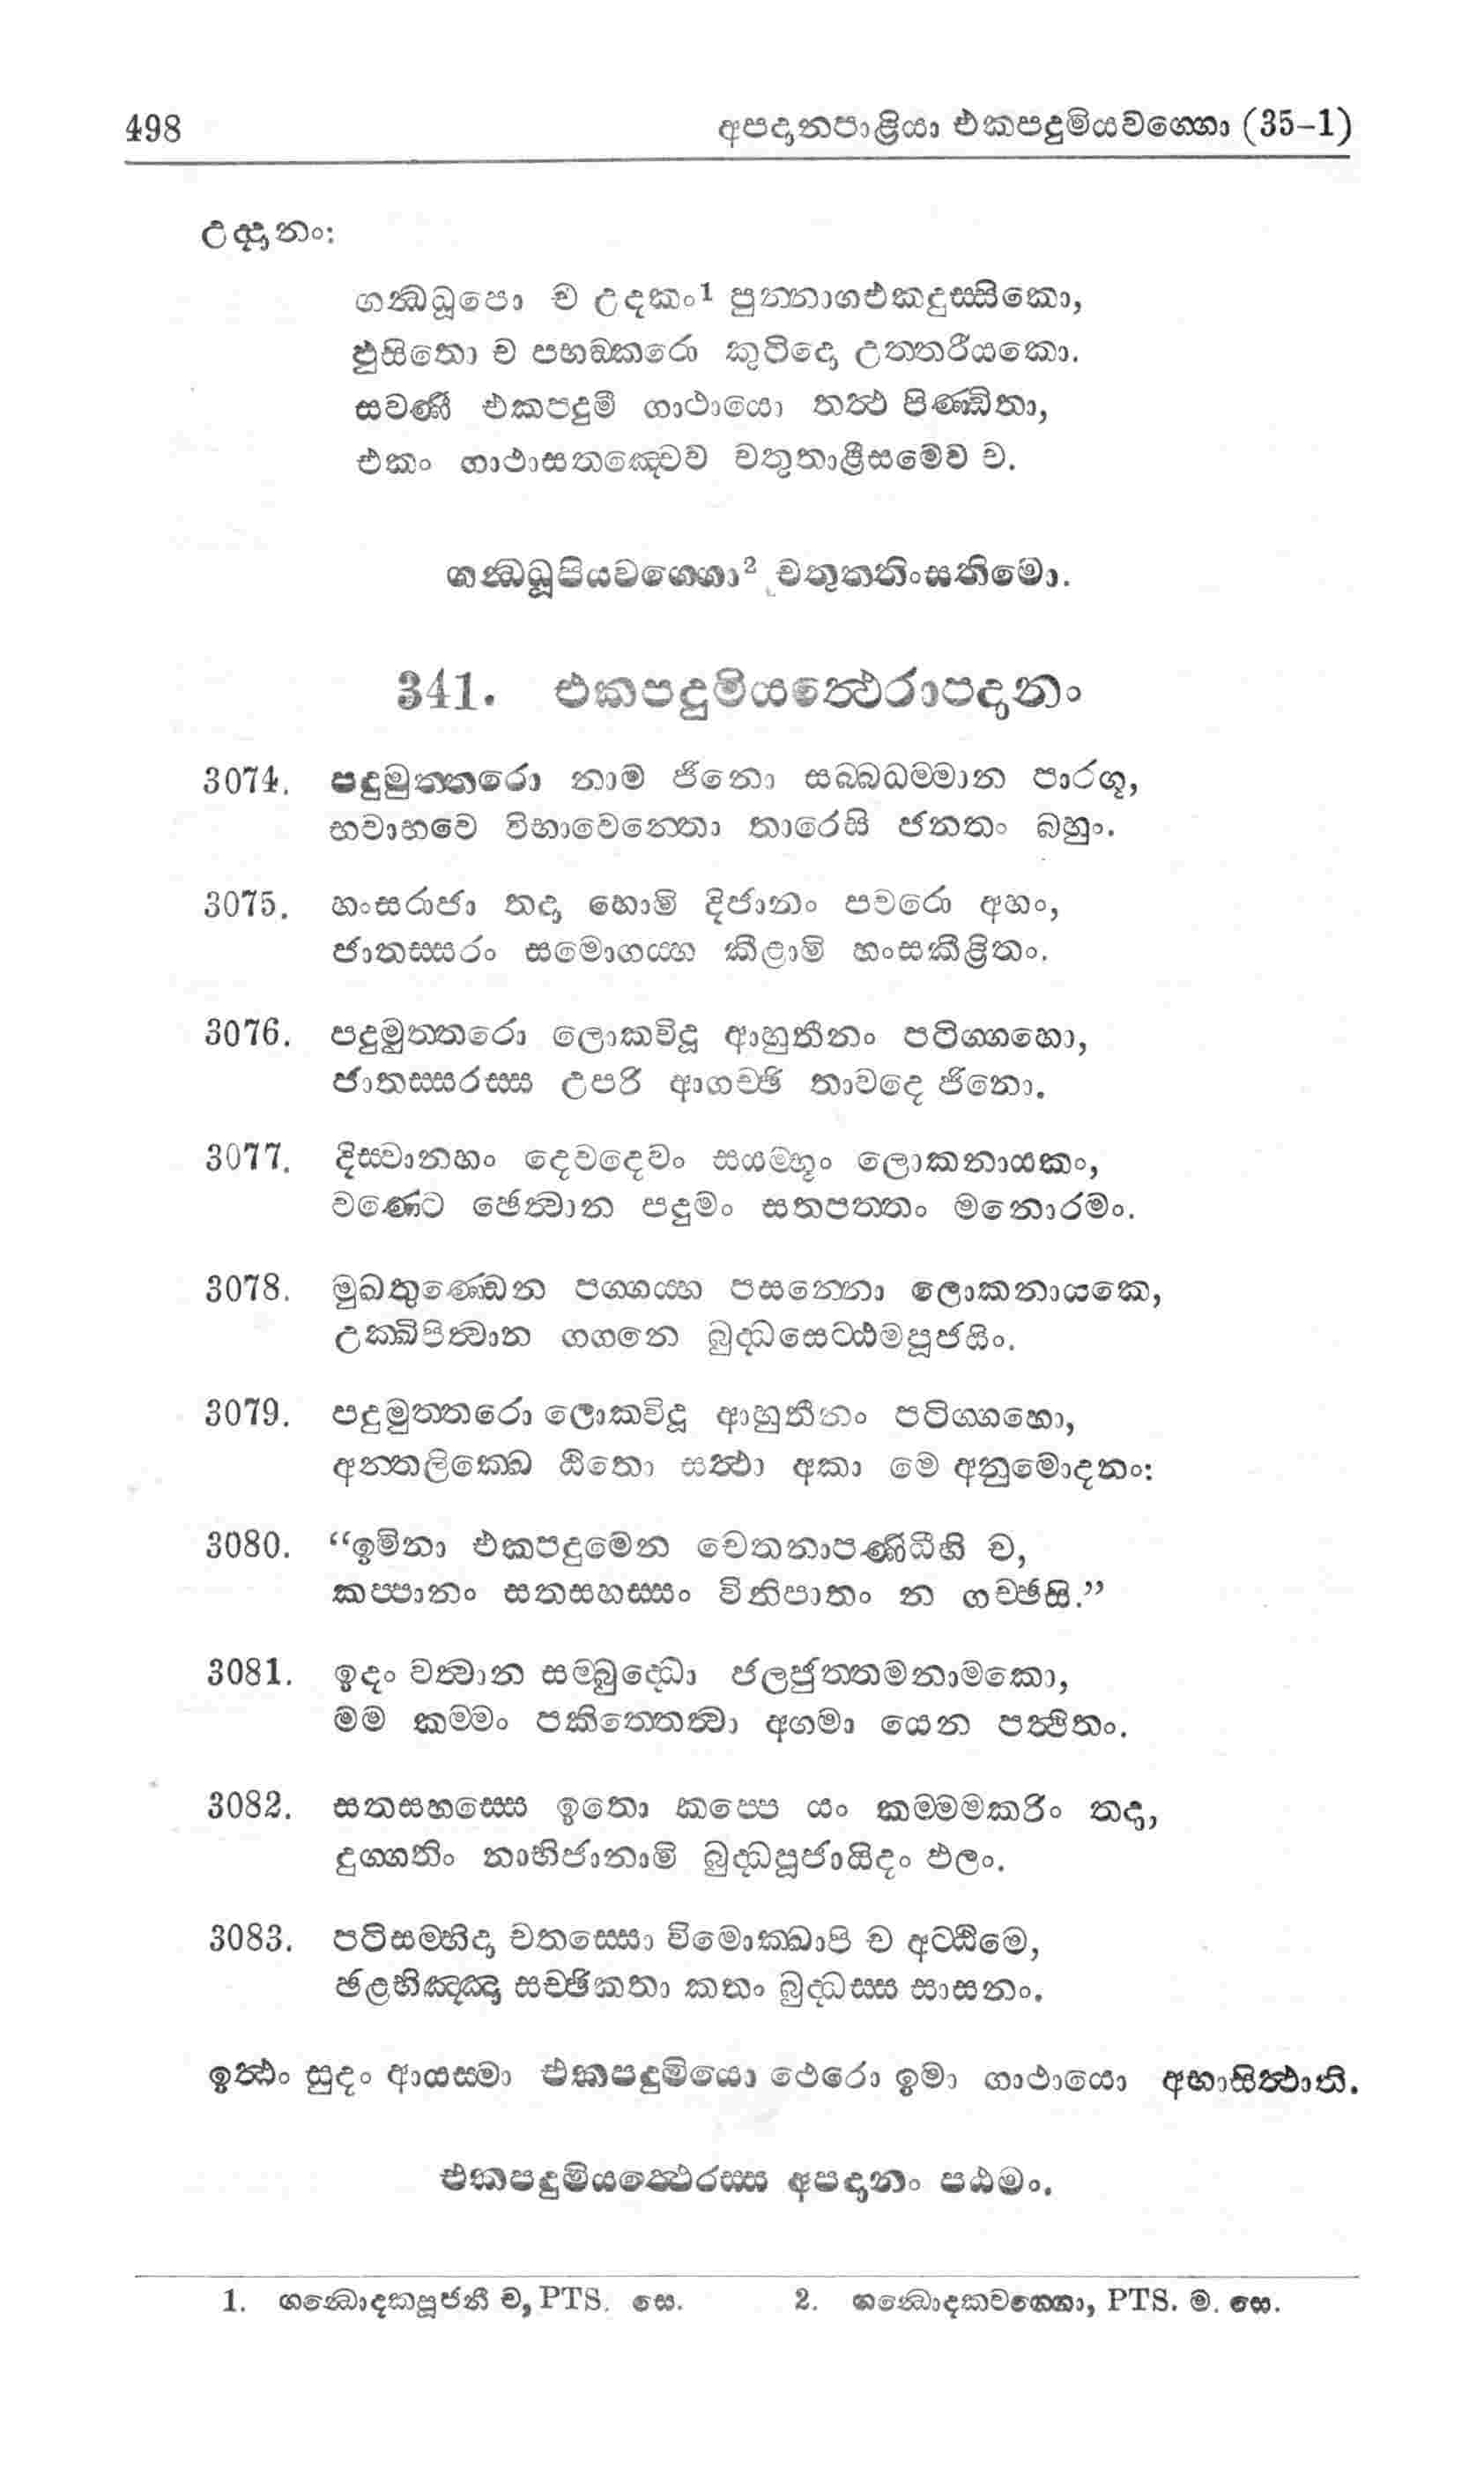 498 අපදානපාළියා එකපදුමියවග්ගො (35-1)
උද්දානං:
ගන්ධධූපො ච උදකං1 පුන්නාගඑකදුස්සිකො,
ඵුසිතො ච පභඞ්කරො කුටිදො උත්තරීයකො.
සවණී එකපදුමී ගාථායො තත්ථ පිණ්ඩිතා,
එකං ගාථාසතඤ්චෙව චතුතාළීසමෙව ච.
ගන්ධධූපියවග්ගො2 චතුත්තිංසතිමො.
341. එකපදුමියත්ථෙරාපදානං
3074. පදුමුත්තරො නාම ජිනො සබ්බධම්මාන පාරගූ,
භවාභවෙ විභාවෙන්තො තාරෙසි ජනතං බහුං.
3075. හංසරාජා තදා හොමි දිජානං පවරො අහං,
ජාතස්සරං සමොගය්හ කීළාමි හංසකීළිතං.
3076. පදුමුත්තරො ලොකවිදූ ආහුතීනං පටිග්ගහො,
ජාතස්සරස්ස උපරි ආගච්ඡි තාවදෙ ජිනො.
3077. දිස්වානහං දෙවදෙවං සයම්භූං ලොකනායකං,
වණ්ටෙ ඡෙත්වාන පදුමං සතපත්තං මනොරමං.
3078. මුඛතුණ්ඩෙන පග්ගය්හ පසන්නො ලොකනායකෙ,
උක්ඛිපිත්වාන ගගනෙ බුද්ධසෙට්ඨමපූජයිං.
3079. පදුමුත්තරො ලොකවිදූ ආහුතීනං පටිග්ගහො,
අන්තලික්ඛෙ ඨිතො සත්ථා අකා මෙ අනුමොදනං:
3080. “ඉමිනා එකපදුමෙන චෙතනාපණිධීහි ච,
කප්පානං සතසහස්සං විනිපාතං න ගච්ඡසි.”
3081. ඉදං වත්වාන සම්බුද්ධො ජලජුත්තමනාමකො,
මම කම්මං පකිත්තෙත්වා අගමා යෙන පත්ථිතං.
3082. සතසහස්සෙ ඉතො කප්පෙ යං කම්මමකරිං තදා,
දුග්ගතිං නාභිජානාමි බුද්ධපූජායිදං ඵලං.
3083. පටිසම්භිදා චතස්සො විමොක්ඛාපි ච අට්ඨිමෙ,
ඡළභිඤ්ඤා සච්ඡිකතා කතං බුද්ධස්ස සාසනං.
ඉත්ථං සුදං ආයස්මා එකපදුමියො ථෙරො ඉමා ගාථායො අභාසිත්ථාති.
එකපදුමියත්ථෙරස්ස අපදානං පඨමං.
1. ගන්ධොදකපූජනී ච, PTS. සෙ. 2. ගන්ධොදකවග්ගො, PTS. ම. සෙ.